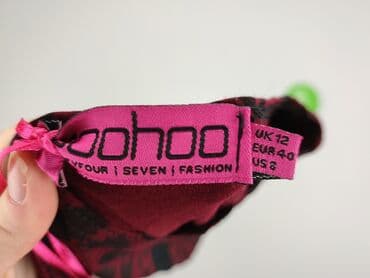 oohoo
YFOUR | SEVEN | FASHION
UK 12
EUR 40
US 8